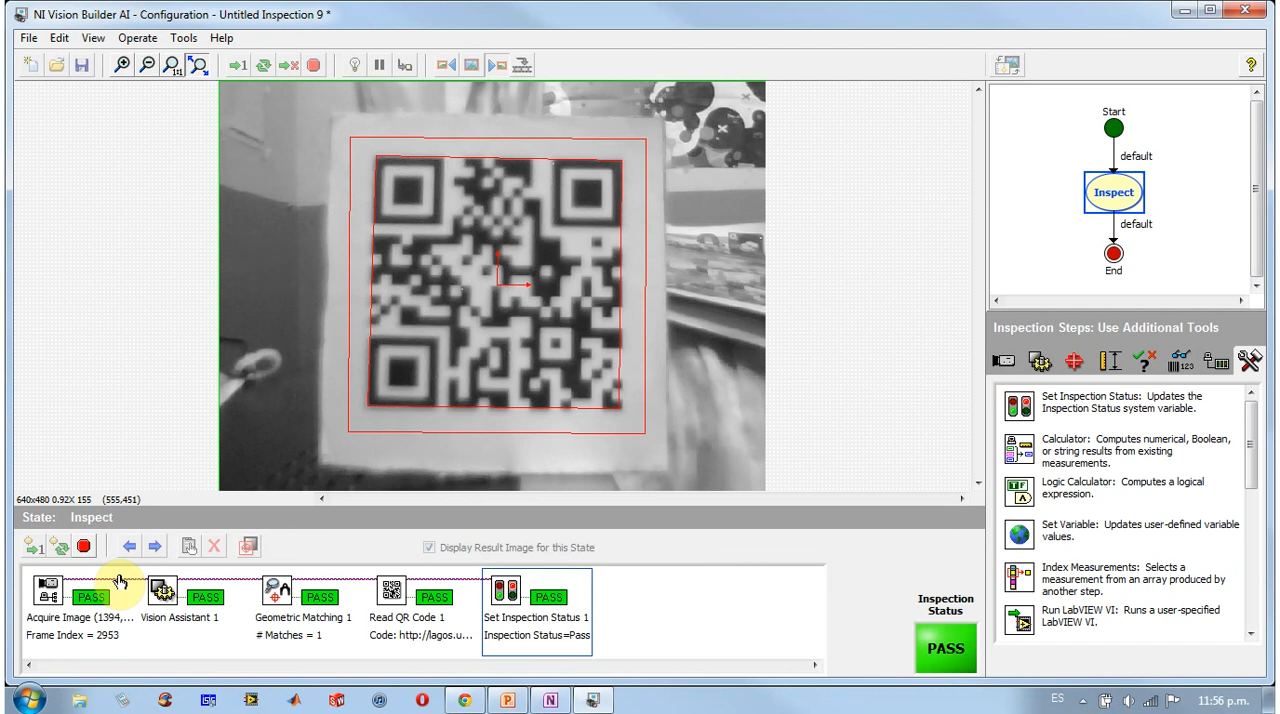 NI Vision Builder AI - Configuration - Untitled Inspection 9 *
File Edit View Operate Tools Help
1:1
1
?
Start
default
Inspect
default
End
640x480 0.92X 155 (555,451)
State: Inspect
1
Display Result Image for this State
PASS PASS PASS PASS PASS
Acquire Image (1394,... Vision Assistant 1 Geometric Matching 1 Read QR Code 1 Set Inspection Status 1
Frame Index = 2953 # Matches = 1 Code: http://lagos.u... Inspection Status=Pass
Inspection
Status
PASS
Inspection Steps: Use Additional Tools
123
Set Inspection Status: Updates the
Inspection Status system variable.
Calculator: Computes numerical, Boolean,
or string results from existing
measurements.
Logic Calculator: Computes a logical
expression.
Set Variable: Updates user-defined variable
values.
Index Measurements: Selects a
measurement from an array produced by
another step.
Run LabVIEW VI: Runs a user-specified
LabVIEW VI.
ES 11:56 p.m.